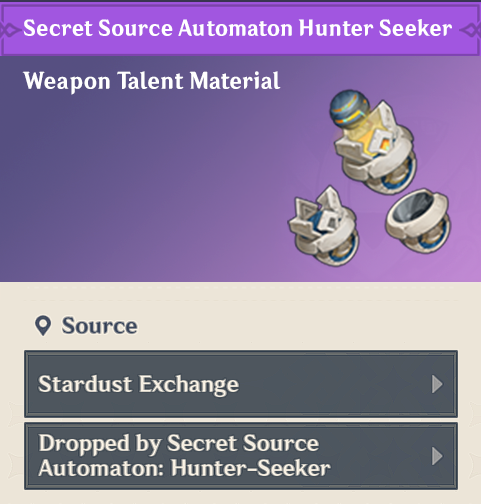 Secret Source Automaton Hunter Seeker
Weapon Talent Material
Source
Stardust Exchange
Dropped by Secret Source
Automaton: Hunter-Seeker